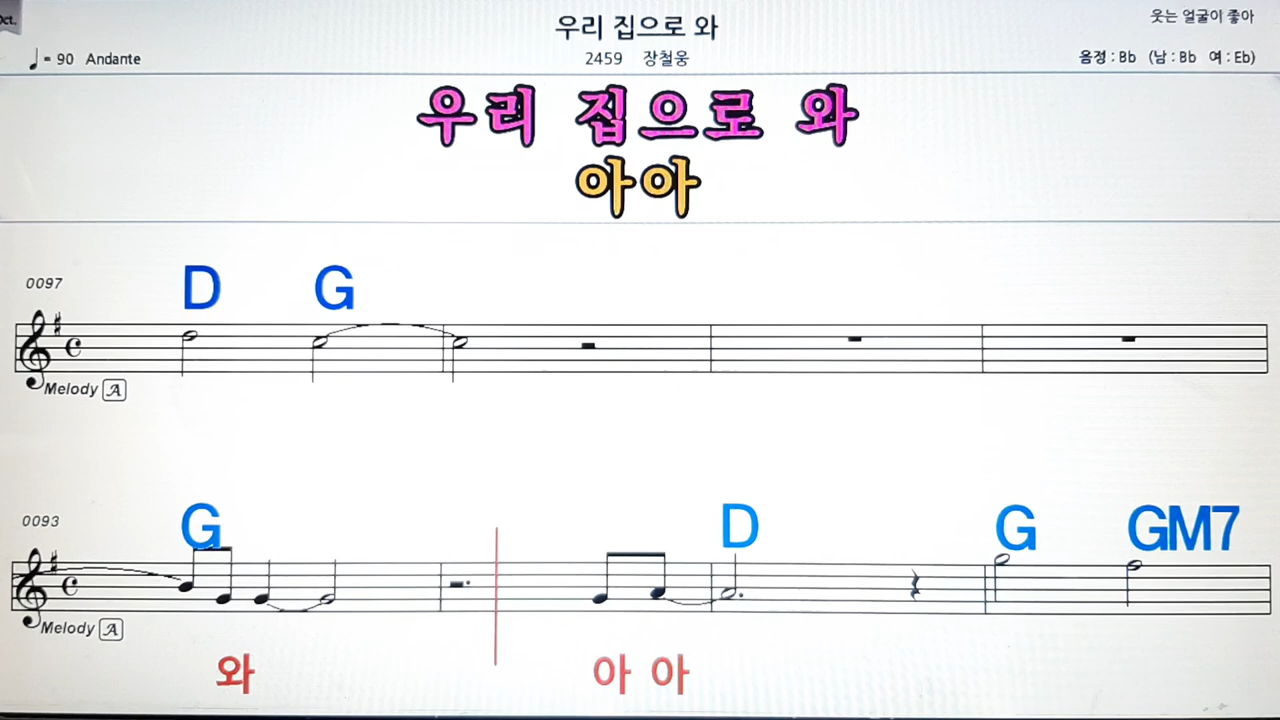 우리 집으로 와
웃는 얼굴이 좋아
♩ = 90 Andante
2459 장철웅
음정 : Bb (남 : Bb 여 : Eb)
우리 집으로 와
아아
0097
D G
Melody A
0093
G D G GM7
Melody A
와 아 아